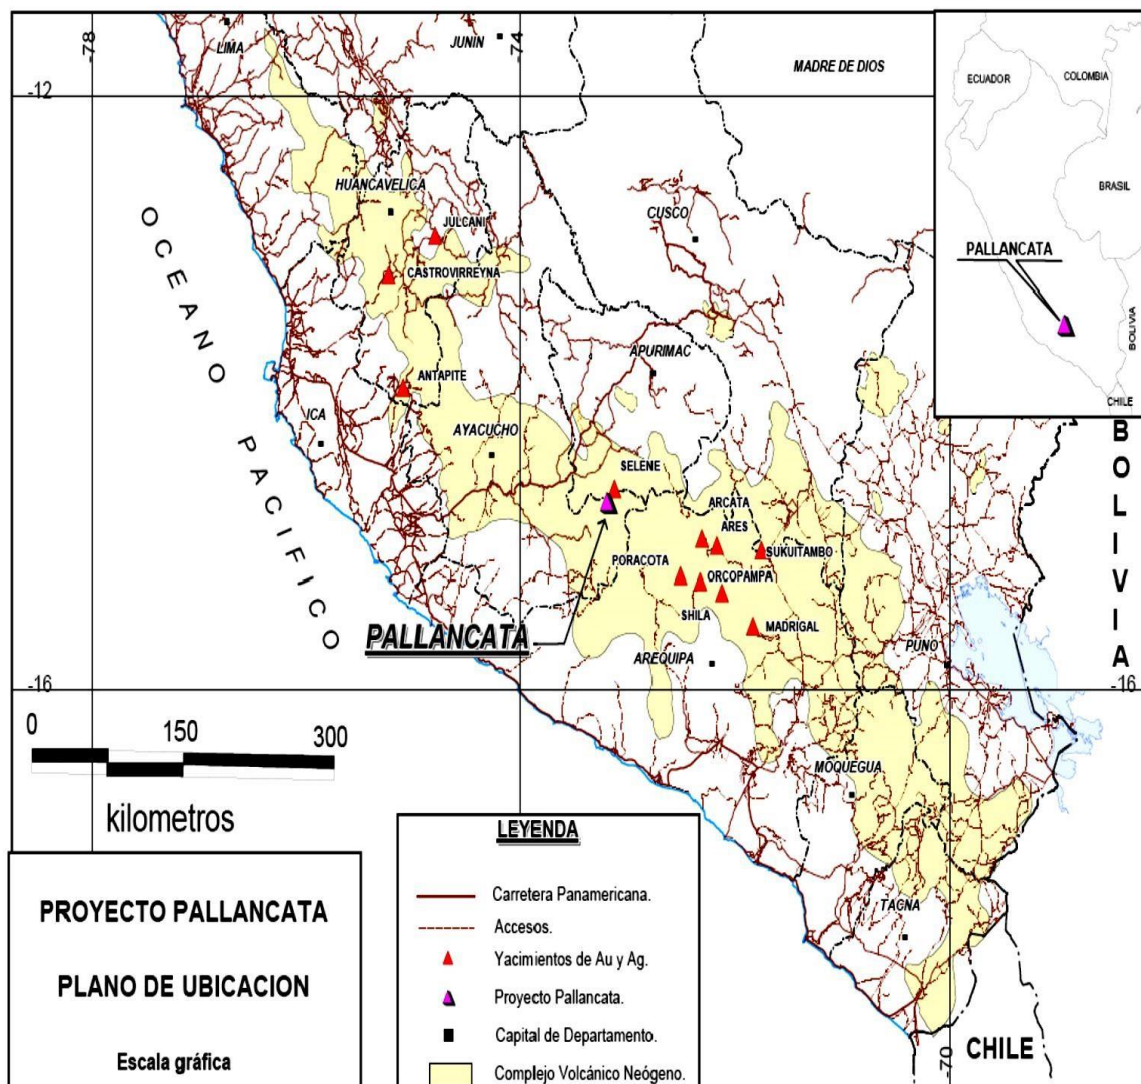 -78
-74
LIMA
JUNIN
MADRE DE DIOS
-12
ECUADOR
COLOMBIA
BRASIL
PALLANCATA
BOLIVIA
CHILE
HUANCAVELICA
JULCANI
CUSCO
CASTROVIRREYNA
OCEANO PACIFICO
APURIMAC
ANTAPITE
ICA
AYACUCHO
BOLIVIA
SELENE
ARCATA
ARES
SUKUITAMBO
PORACOTA
ORCOPAMPA
SHILA
MADRIGAL
PALLANCATA
AREQUIPA
PUNO
-16
-16
0 150 300
kilometros
MOQUEGUA
TACNA
-70
CHILE
LEYENDA
Carretera Panamericana.
Accesos.
Yacimientos de Au y Ag.
Proyecto Pallancata.
Capital de Departamento.
Complejo Volcánico Neógeno.
PROYECTO PALLANCATA
PLANO DE UBICACION
Escala gráfica